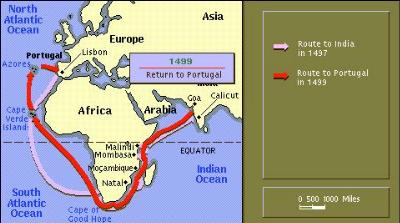 North
Atlantic
Ocean
Europe
Asia
Portugal
Lisbon
Azores
1499
Return to Portugal
Goa
Calicut
Africa
Arabia
Cape
Verde
Islands
Malindi
Mombasa
EQUATOR
Moçambique
Indian
Ocean
Natal
South
Atlantic
Ocean
Cape of
Good Hope
Route to India
in 1497
Route to Portugal
in 1499
0 500 1000 Miles